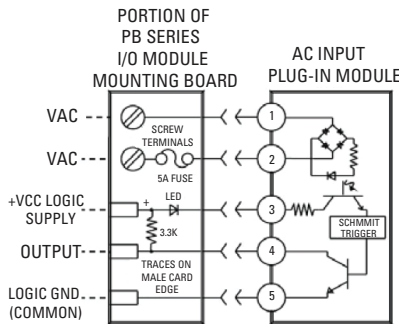 PORTION OF
PB SERIES
I/O MODULE
MOUNTING BOARD
AC INPUT
PLUG-IN MODULE
VAC
SCREW
TERMINALS
1
VAC
5A FUSE
2
+VCC LOGIC
SUPPLY
+
LED
3
3.3K
SCHMMIT
TRIGGER
OUTPUT
4
TRACES ON
MALE CARD
EDGE
LOGIC GND
(COMMON)
5